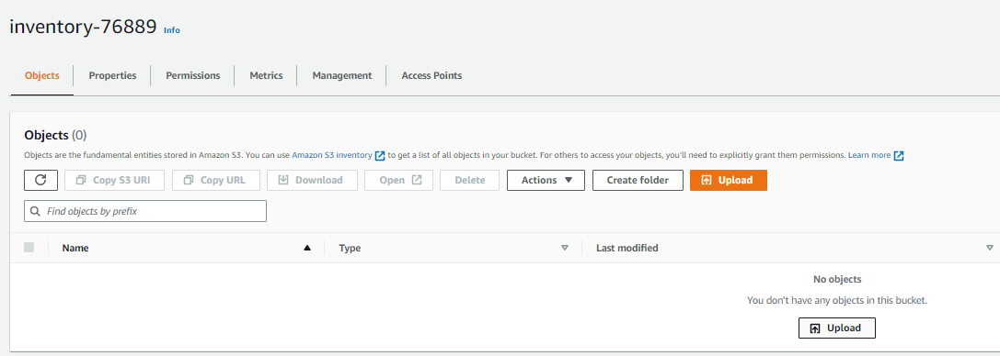 inventory-76889 Info
Objects Properties Permissions Metrics Management Access Points
Objects (0)
Objects are the fundamental entities stored in Amazon S3. You can use Amazon S3 inventory to get a list of all objects in your bucket. For others to access your objects, you'll need to explicitly grant them permissions. Learn more
Copy S3 URI Copy URL Download Open Delete Actions Create folder Upload
Find objects by prefix
Name Type Last modified
No objects
You don't have any objects in this bucket.
Upload